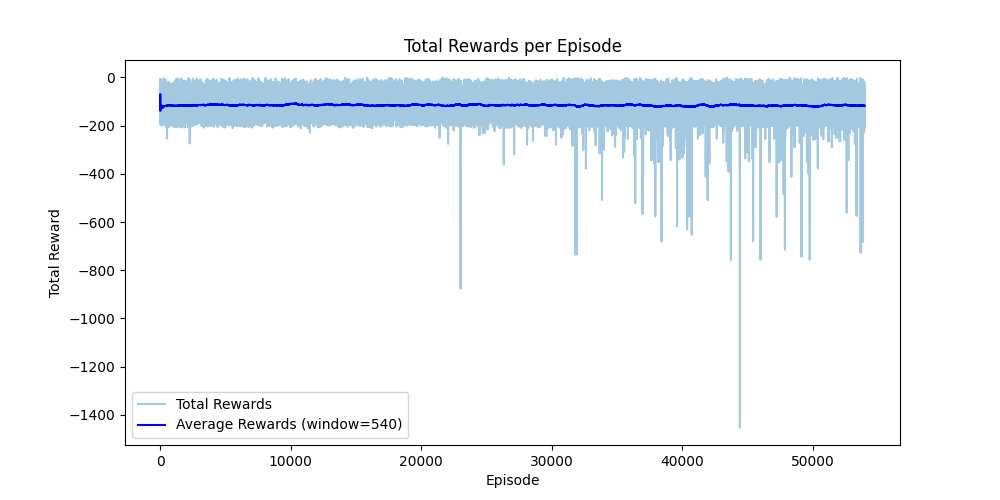 Total Rewards per Episode
Total Reward
0
−200
−400
−600
−800
−1000
−1200
−1400
Total Rewards
Average Rewards (window=540)
0
10000
20000
30000
40000
50000
Episode